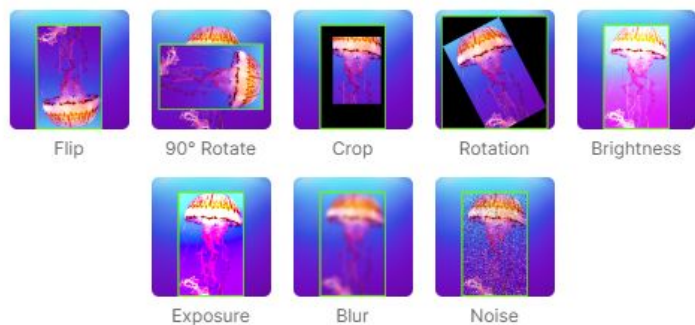 Flip
90° Rotate
Crop
Rotation
Brightness
Exposure
Blur
Noise